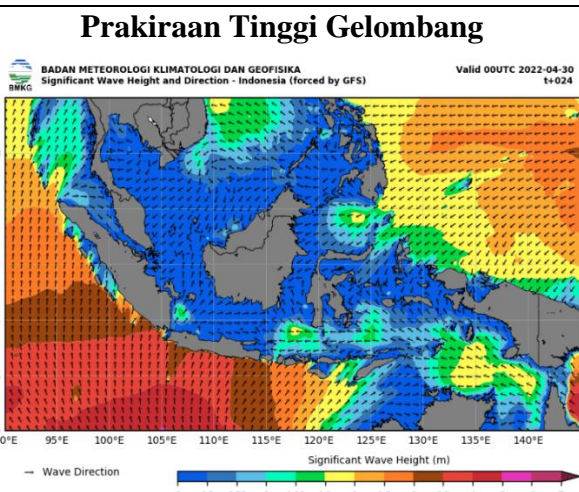 Prakiraan Tinggi Gelombang
BADAN METEOROLOGI KLIMATOLOGI DAN GEOFISIKA Valid 00UTC 2022-04-30
BMKG Significant Wave Height and Direction - Indonesia (forced by GFS) t+024
0°E 95°E 100°E 105°E 110°E 115°E 120°E 125°E 130°E 135°E 140°E
Significant Wave Height (m)
→ Wave Direction